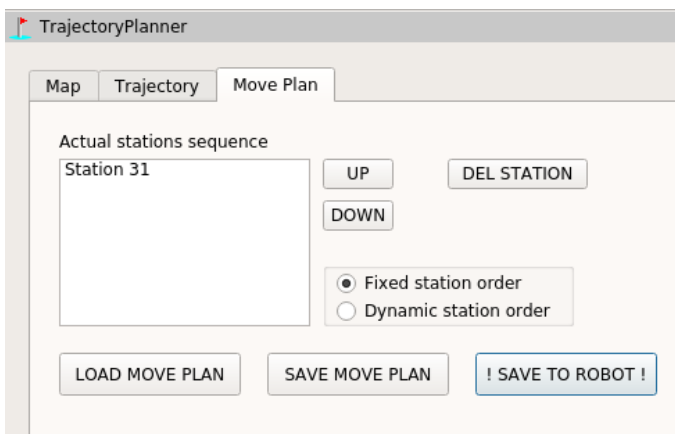 TrajectoryPlanner
Map Trajectory Move Plan
Actual stations sequence
Station 31
UP DEL STATION
DOWN
Fixed station order
Dynamic station order
LOAD MOVE PLAN SAVE MOVE PLAN ! SAVE TO ROBOT !